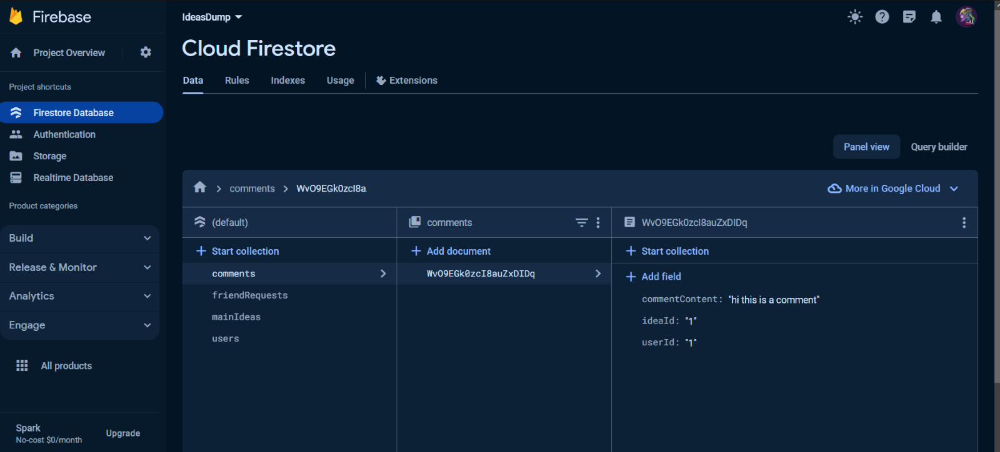 Firebase
IdeasDump
Cloud Firestore
Project Overview
Project shortcuts
Firestore Database
Authentication
Storage
Realtime Database
Product categories
Build
Release & Monitor
Analytics
Engage
All products
Spark
No-cost $0/month
Upgrade
Data Rules Indexes Usage Extensions
Panel view Query builder
comments WvO9EGk0zcI8a
More in Google Cloud
(default)
Start collection
comments
friendRequests
mainIdeas
users
comments
Add document
WvO9EGk0zcI8auZxDIDq
WvO9EGk0zcI8auZxDIDq
Start collection
Add field
commentContent: "hi this is a comment"
ideaId: "1"
userId: "1"